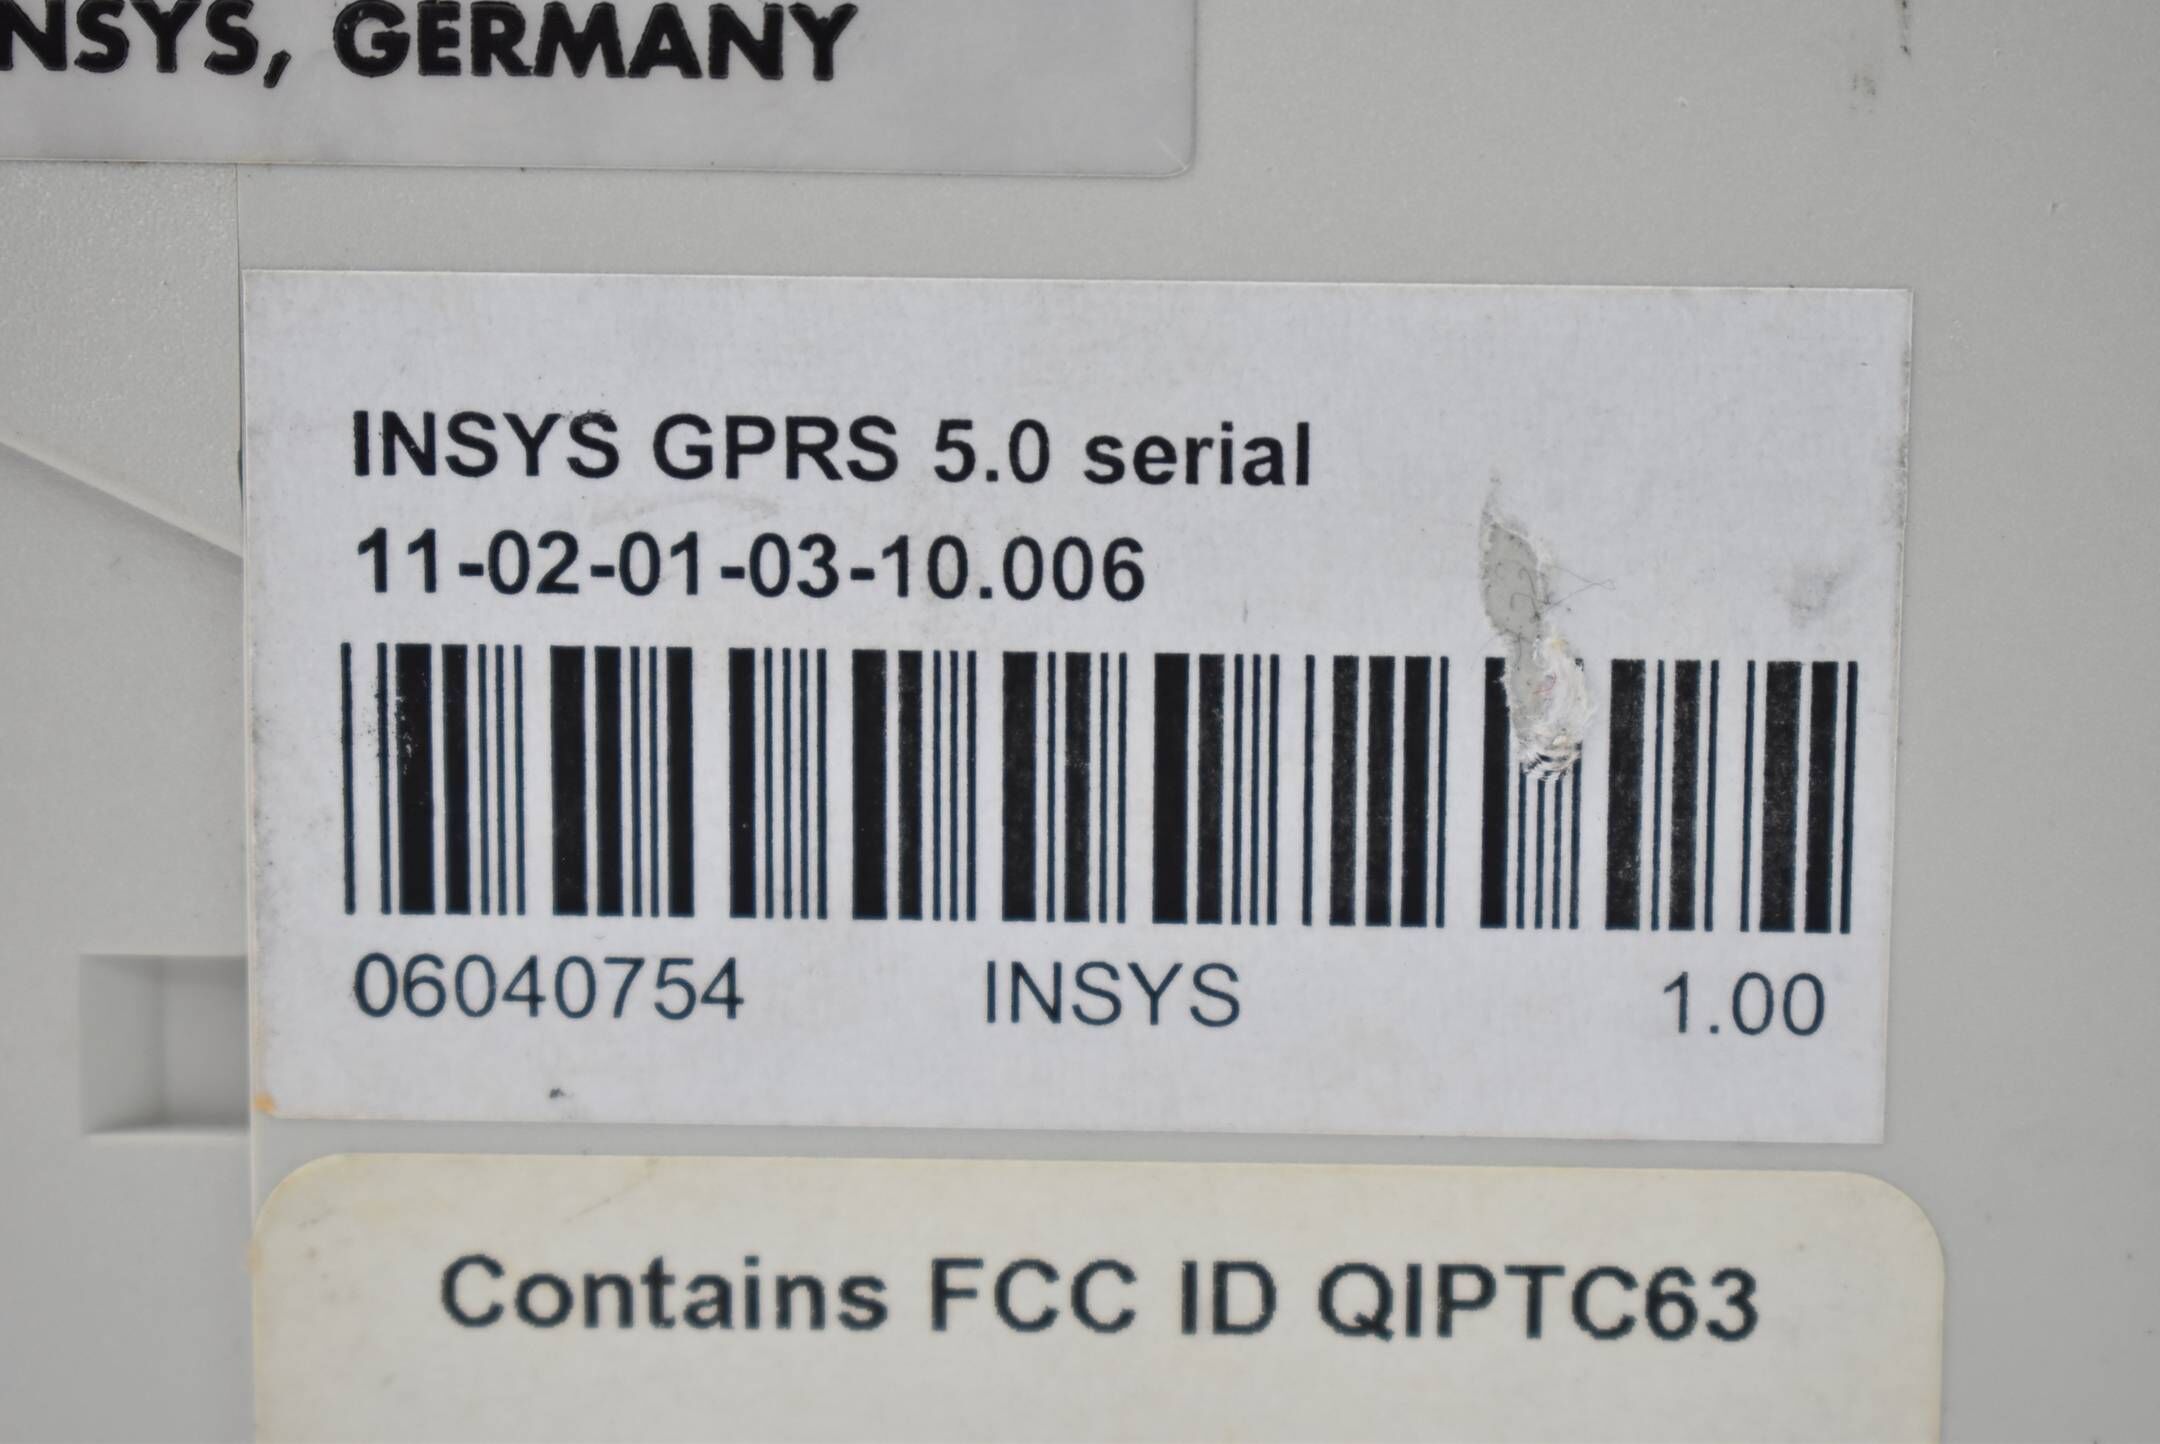 NSYS, GERMANY
INSYS GPRS 5.0 serial
11-02-01-03-10.006
06040754 INSYS 1.00
Contains FCC ID QIPTC63